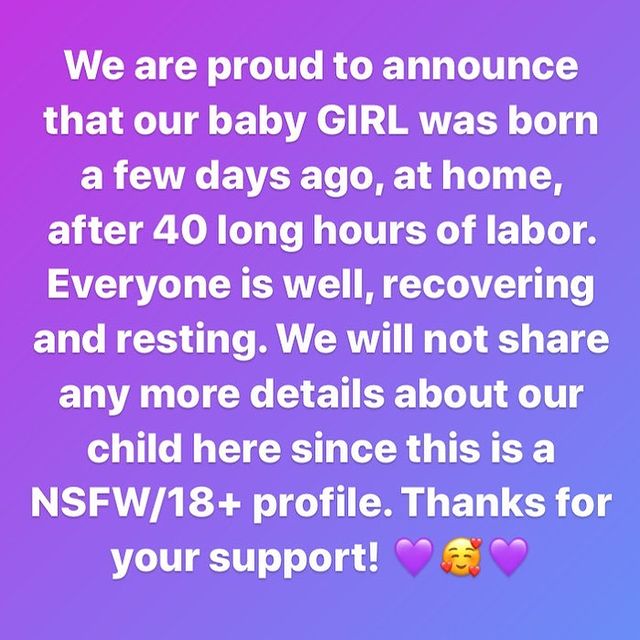 We are proud to announce
that our baby GIRL was born
a few days ago, at home,
after 40 long hours of labor.
Everyone is well, recovering
and resting. We will not share
any more details about our
child here since this is a
NSFW/18+ profile. Thanks for
your support! 💜🥰💜